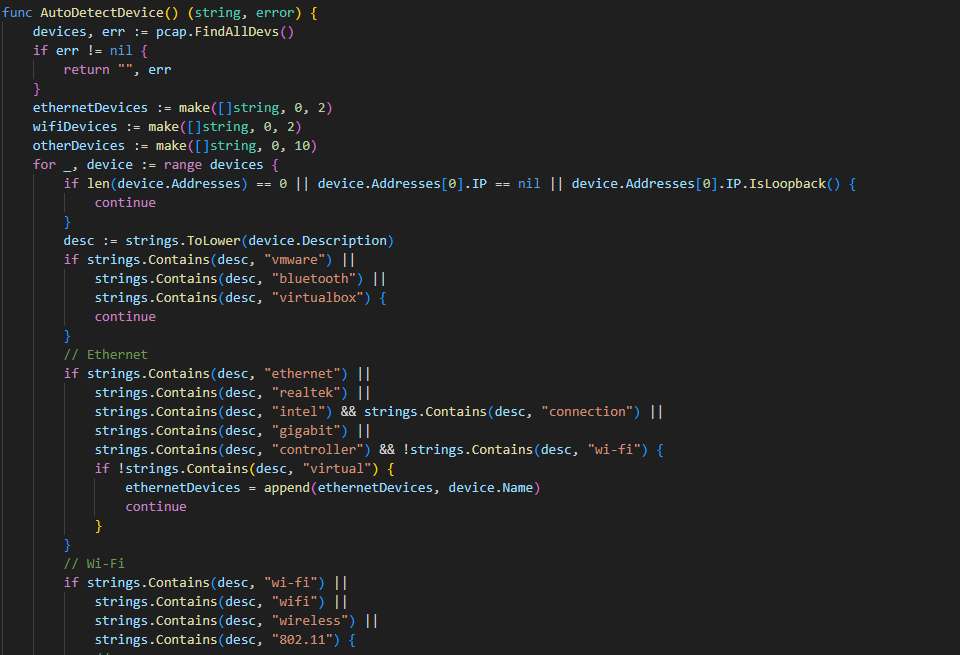 func AutoDetectDevice() (string, error) {
    devices, err := pcap.FindAllDevs()
    if err != nil {
        return "", err
    }
    ethernetDevices := make([]string, 0, 2)
    wifiDevices := make([]string, 0, 2)
    otherDevices := make([]string, 0, 10)
    for _, device := range devices {
        if len(device.Addresses) == 0 || device.Addresses[0].IP == nil || device.Addresses[0].IP.IsLoopback() {
            continue
        }
        desc := strings.ToLower(device.Description)
        if strings.Contains(desc, "vmware") ||
            strings.Contains(desc, "bluetooth") ||
            strings.Contains(desc, "virtualbox") {
            continue
        }
        // Ethernet
        if strings.Contains(desc, "ethernet") ||
            strings.Contains(desc, "realtek") ||
            strings.Contains(desc, "intel") && strings.Contains(desc, "connection") ||
            strings.Contains(desc, "gigabit") ||
            strings.Contains(desc, "controller") && !strings.Contains(desc, "wi-fi") {
            if !strings.Contains(desc, "virtual") {
                ethernetDevices = append(ethernetDevices, device.Name)
                continue
            }
        }
        // Wi-Fi
        if strings.Contains(desc, "wi-fi") ||
            strings.Contains(desc, "wifi") ||
            strings.Contains(desc, "wireless") ||
            strings.Contains(desc, "802.11") {